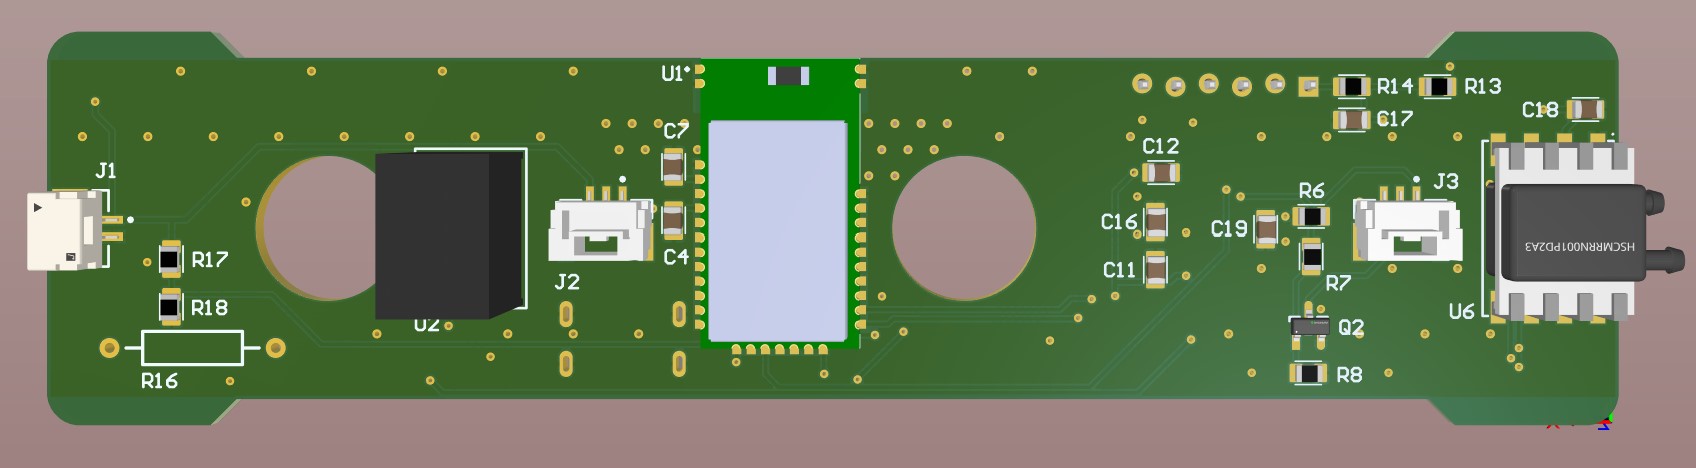 U1
R14
R13
C18
C17
C7
C12
J1
R6
J3
C16
C19
HSCMRRN001PD2A3
R17
C4
C11
J2
R7
R18
U2
U6
Q2
R16
R8